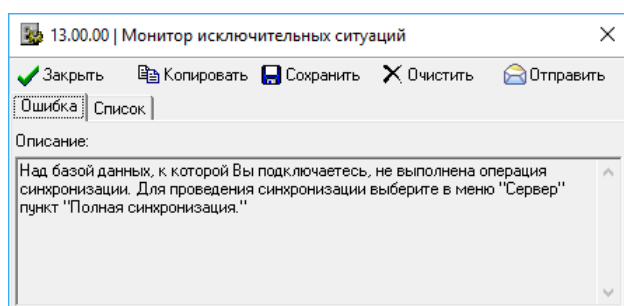 13.00.00 | Монитор исключительных ситуаций
Закрыть Копировать Сохранить Очистить Отправить
Ошибка Список
Описание:
Над базой данных, к которой Вы подключаетесь, не выполнена операция
синхронизации. Для проведения синхронизации выберите в меню "Сервер"
пункт "Полная синхронизация."